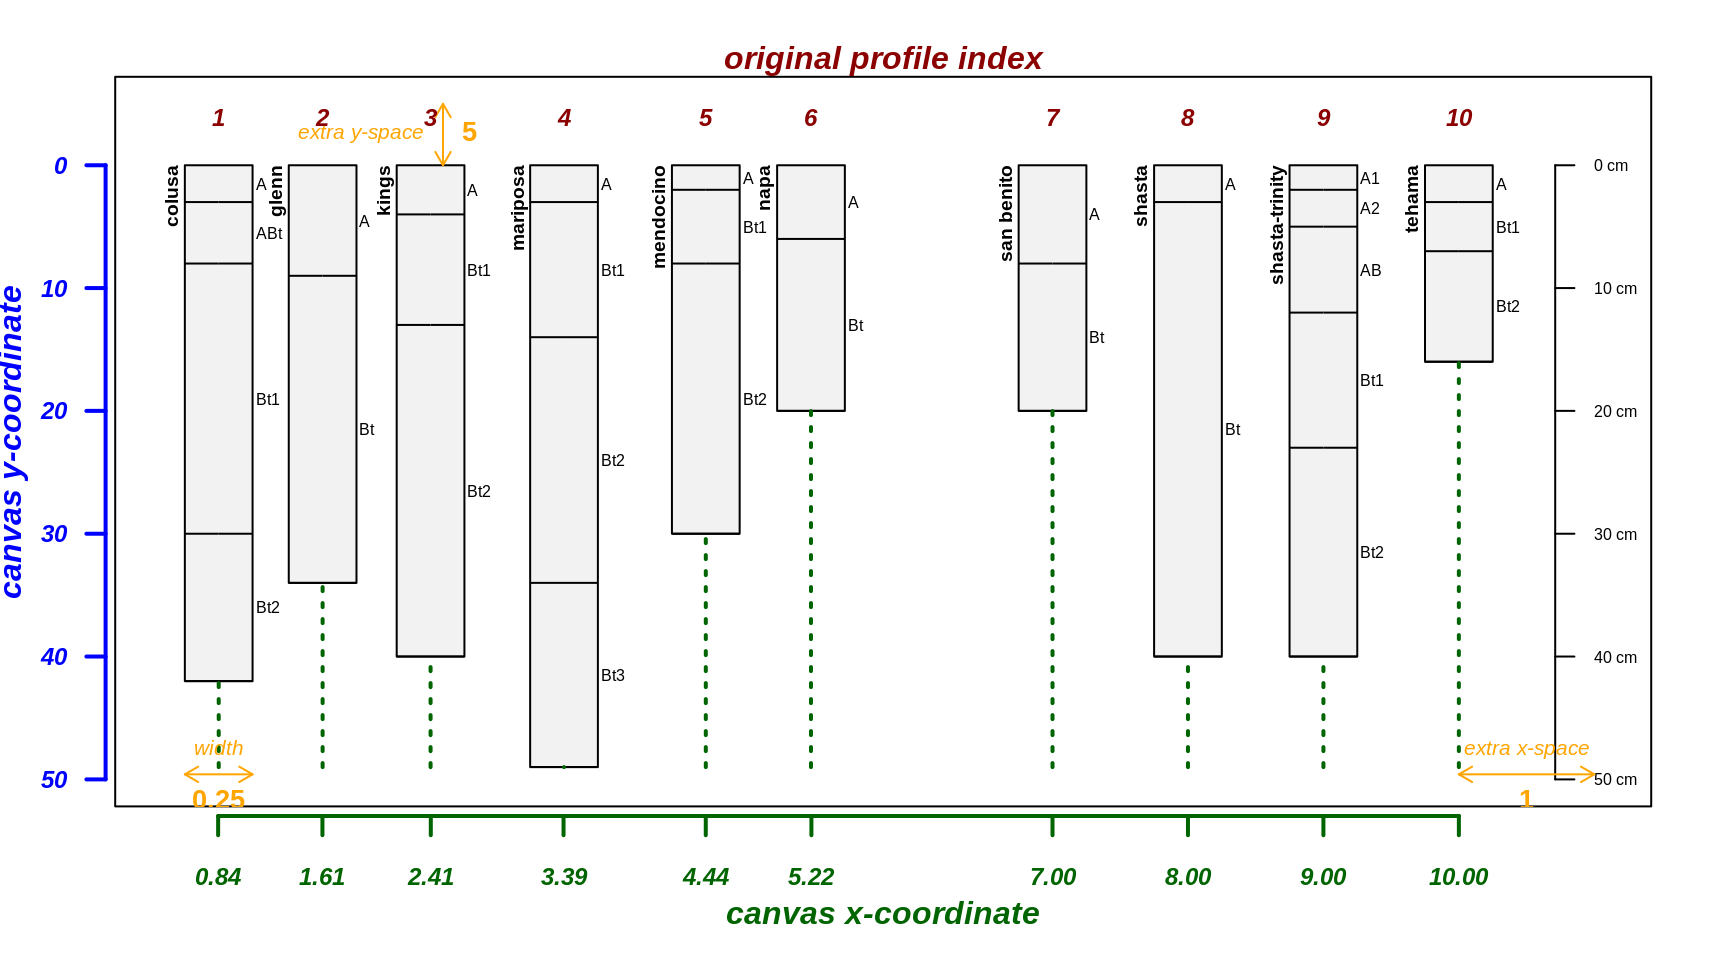 original profile index
1 2 3 4 5 6 7 8 9 10
extra y-space 5
canvas y-coordinate
0
10
20
30
40
50
colusa
A
ABt
Bt1
Bt2
glenn
A
Bt
kings
A
Bt1
Bt2
mariposa
A
Bt1
Bt2
Bt3
mendocino
A
Bt1
Bt2
napa
A
Bt
san benito
A
Bt
shasta
A
Bt
shasta-trinity
A1
A2
AB
Bt1
Bt2
tehama
A
Bt1
Bt2
0 cm
10 cm
20 cm
30 cm
40 cm
50 cm
width
0.25
extra x-space
1
0.84 1.61 2.41 3.39 4.44 5.22 7.00 8.00 9.00 10.00
canvas x-coordinate